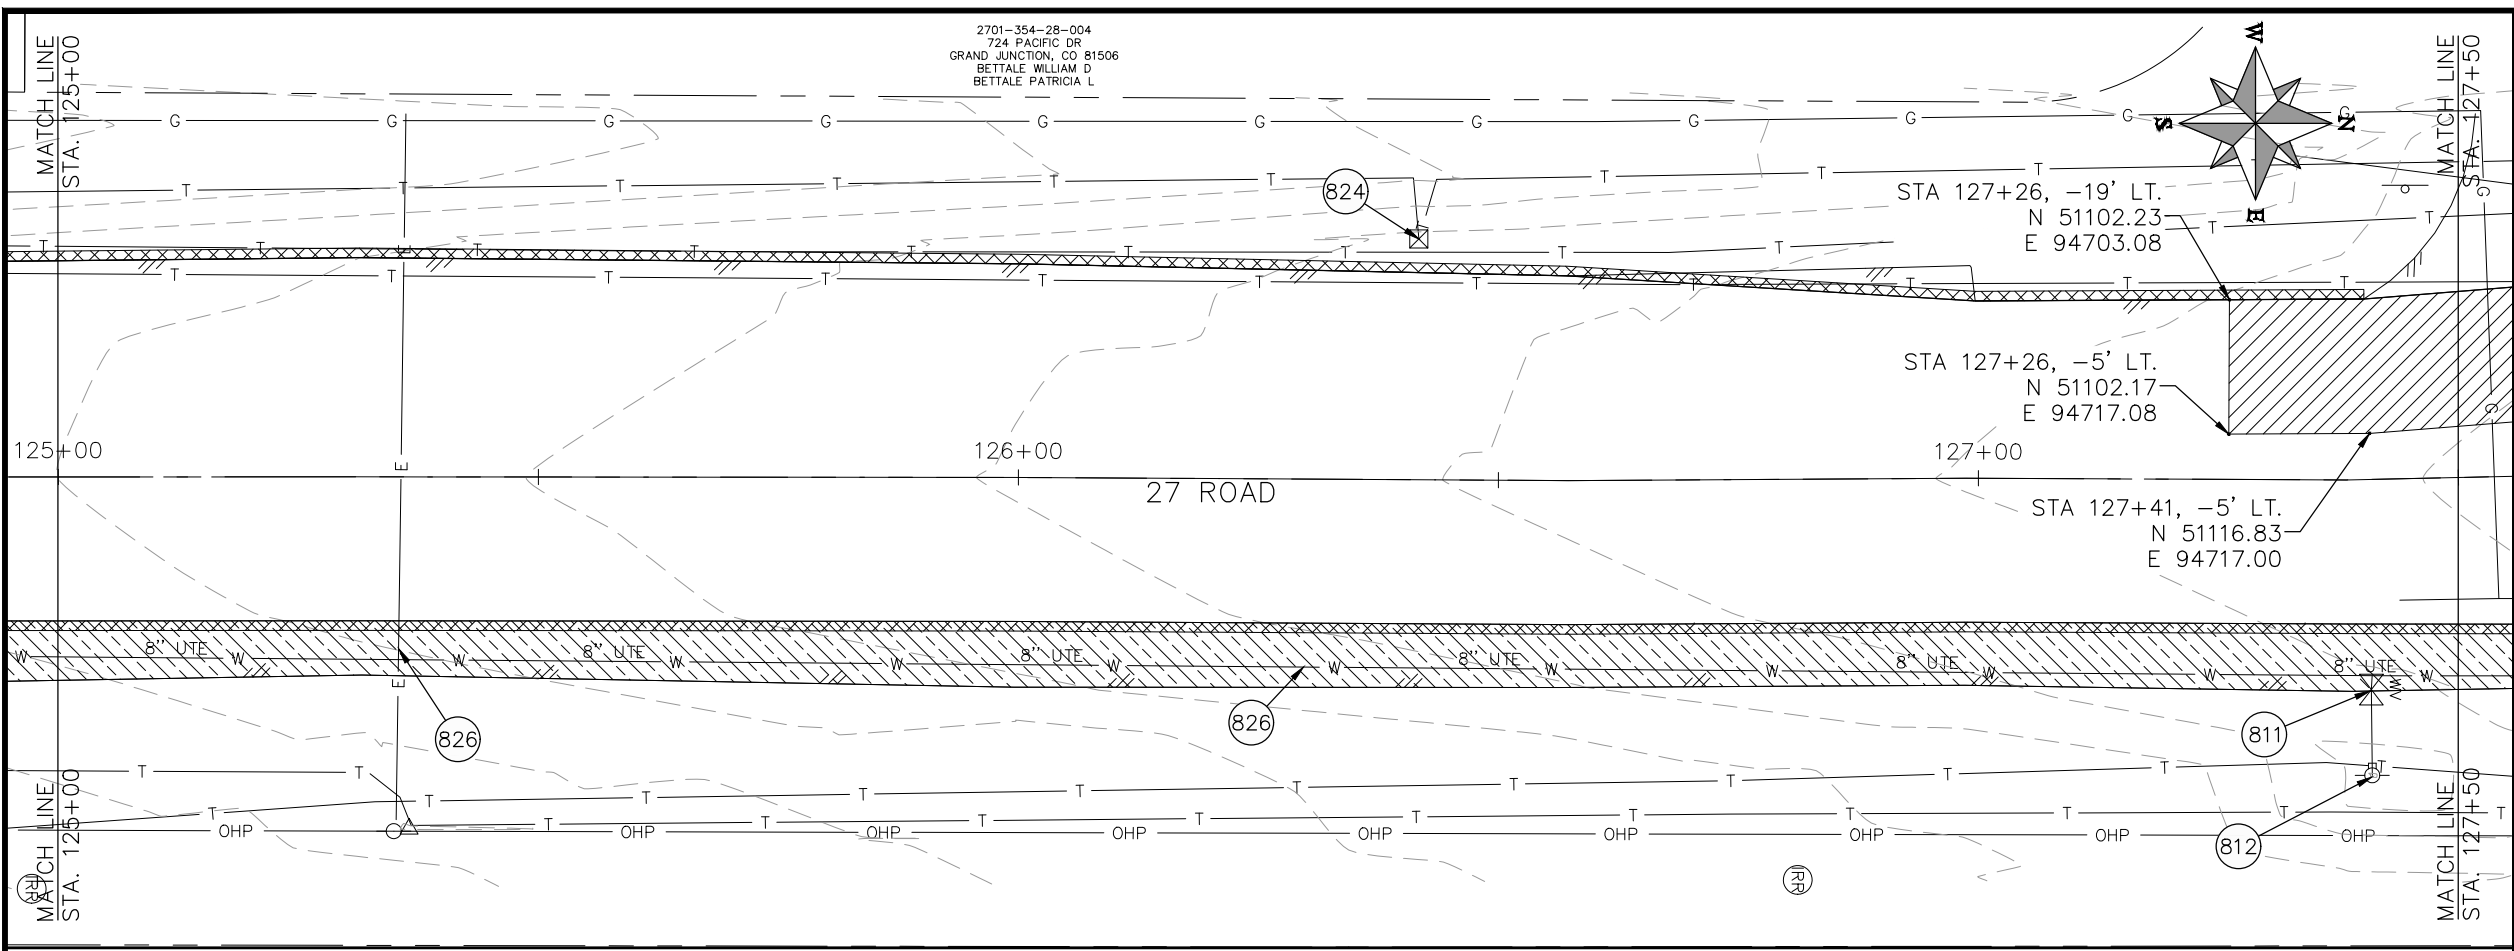 2701-354-28-004
724 PACIFIC DR
GRAND JUNCTION, CO 81506
BETTALE WILLIAM D
BETTALE PATRICIA L
MATCH LINE
STA. 125+00
MATCH LINE
STA. 127+50
W
N
S
E
G G G G G G G G G G G
T T T T T T T T T
824
STA 127+26, -19' LT.
N 51102.23
E 94703.08
G
T T T T T T T T T T T
T T T T T T T T T T T
E
STA 127+26, -5' LT.
N 51102.17
E 94717.08
G
125+00
126+00
127+00
E
27 ROAD
STA 127+41, -5' LT.
N 51116.83
E 94717.00
8" UTE 8" UTE 8" UTE 8" UTE 8" UTE 8" UTE
W W W W W W W W W W W W
E
WV
826
826
811
T T
T T T T T T T T T T T
T T T T T T T T T T
OHP OHP OHP OHP OHP OHP OHP OHP OHP
812
IRR
IRR
MATCH LINE
STA. 125+00
MATCH LINE
STA. 127+50